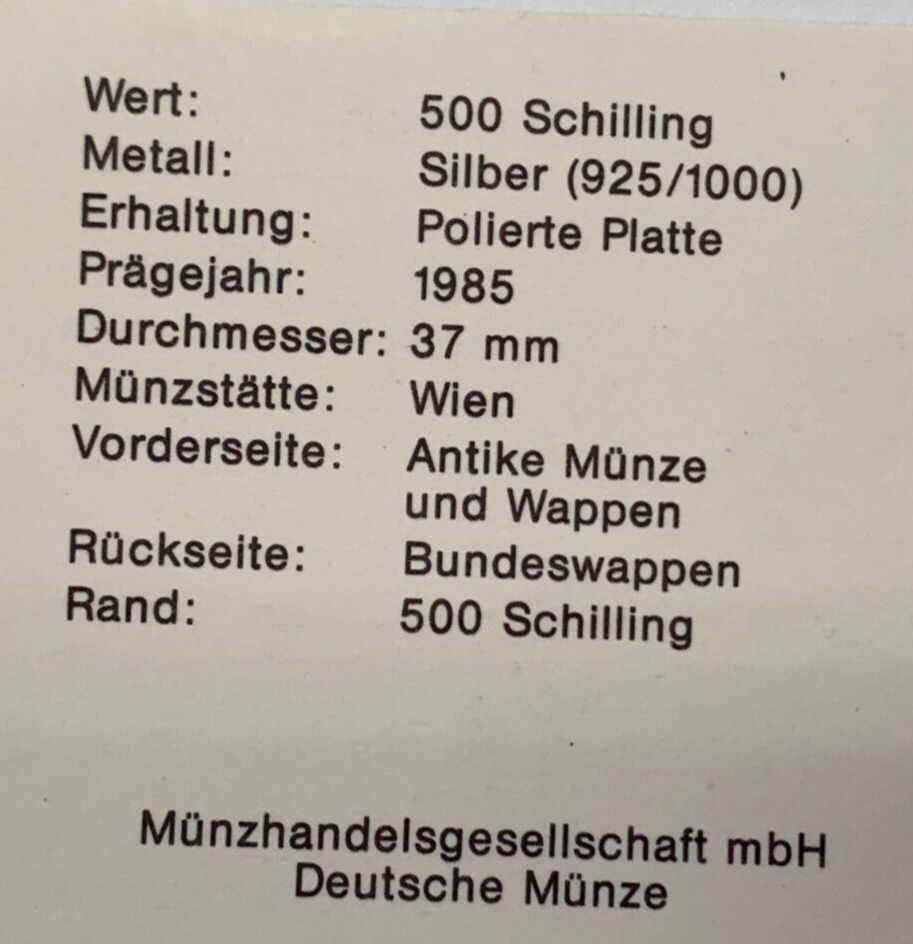 Wert: 500 Schilling
Metall: Silber (925/1000)
Erhaltung: Polierte Platte
Prägejahr: 1985
Durchmesser: 37 mm
Münzstätte: Wien
Vorderseite: Antike Münze
und Wappen
Rückseite: Bundeswappen
Rand: 500 Schilling
Münzhandelsgesellschaft mbH
Deutsche Münze